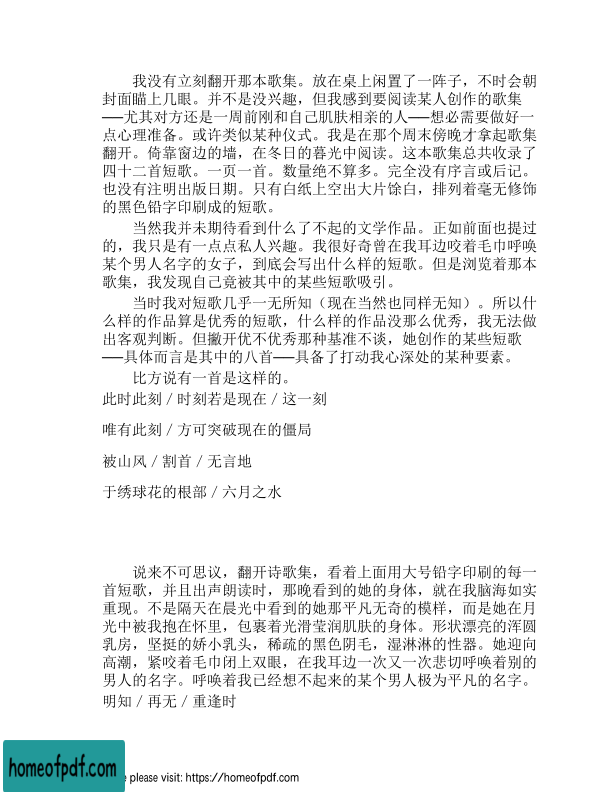 我没有立刻翻开那本歌集。放在桌上闲置了一阵子，不时会朝
封面瞄上几眼。并不是没兴趣，但我感到要阅读某人创作的歌集
──尤其对方还是一周前刚和自己肌肤相亲的人──想必需要做好一
点心理准备。或许类似某种仪式。我是在那个周末傍晚才拿起歌集
翻开。倚靠窗边的墙，在冬日的暮光中阅读。这本歌集总共收录了
四十二首短歌。一页一首。数量绝不算多。完全没有序言或后记。
也没有注明出版日期。只有白纸上空出大片馀白，排列着毫无修饰
的黑色铅字印刷成的短歌。
当然我并未期待看到什么了不起的文学作品。正如前面也提过
的，我只是有一点点私人兴趣。我很好奇曾在我耳边咬着毛巾呼唤
某个男人名字的女子，到底会写出什么样的短歌。但是浏览着那本
歌集，我发现自己竟被其中的某些短歌吸引。
当时我对短歌几乎一无所知（现在当然也同样无知）。所以什
么样的作品算是优秀的短歌，什么样的作品没那么优秀，我无法做
出客观判断。但撇开优不优秀那种基准不谈，她创作的某些短歌
──具体而言是其中的八首──具备了打动我心深处的某种要素。
比方说有一首是这样的。
此时此刻／时刻若是现在／这一刻
唯有此刻／方可突破现在的僵局
被山风／割首／无言地
于绣球花的根部／六月之水
说来不可思议，翻开诗歌集，看着上面用大号铅字印刷的每一
首短歌，并且出声朗读时，那晚看到的她的身体，就在我脑海如实
重现。不是隔天在晨光中看到的她那平凡无奇的模样，而是她在月
光中被我抱在怀里，包裹着光滑莹润肌肤的身体。形状漂亮的浑圆
乳房，坚挺的娇小乳头，稀疏的黑色阴毛，湿淋淋的性器。她迎向
高潮，紧咬着毛巾闭上双眼，在我耳边一次又一次悲切呼唤着别的
男人的名字。呼唤着我已经想不起来的某个男人极为平凡的名字。
明知／再无／重逢时
homeofpdf.com
e please visit: https://homeofpdf.com